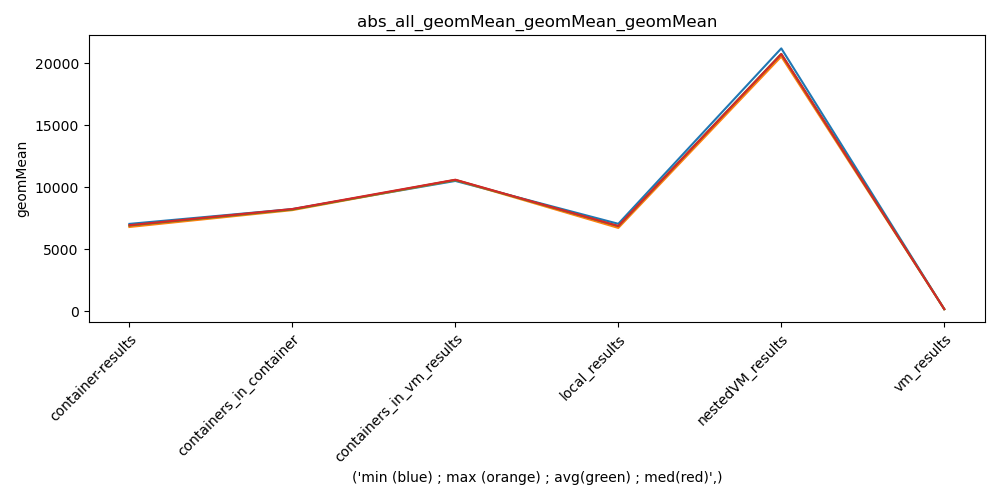 abs_all_geomMean_geomMean_geomMean
20000
15000
10000
5000
0
geomMean
container-results
containers_in_container
containers_in_vm_results
local_results
nestedVM_results
vm_results
('min (blue) ; max (orange) ; avg(green) ; med(red)',)